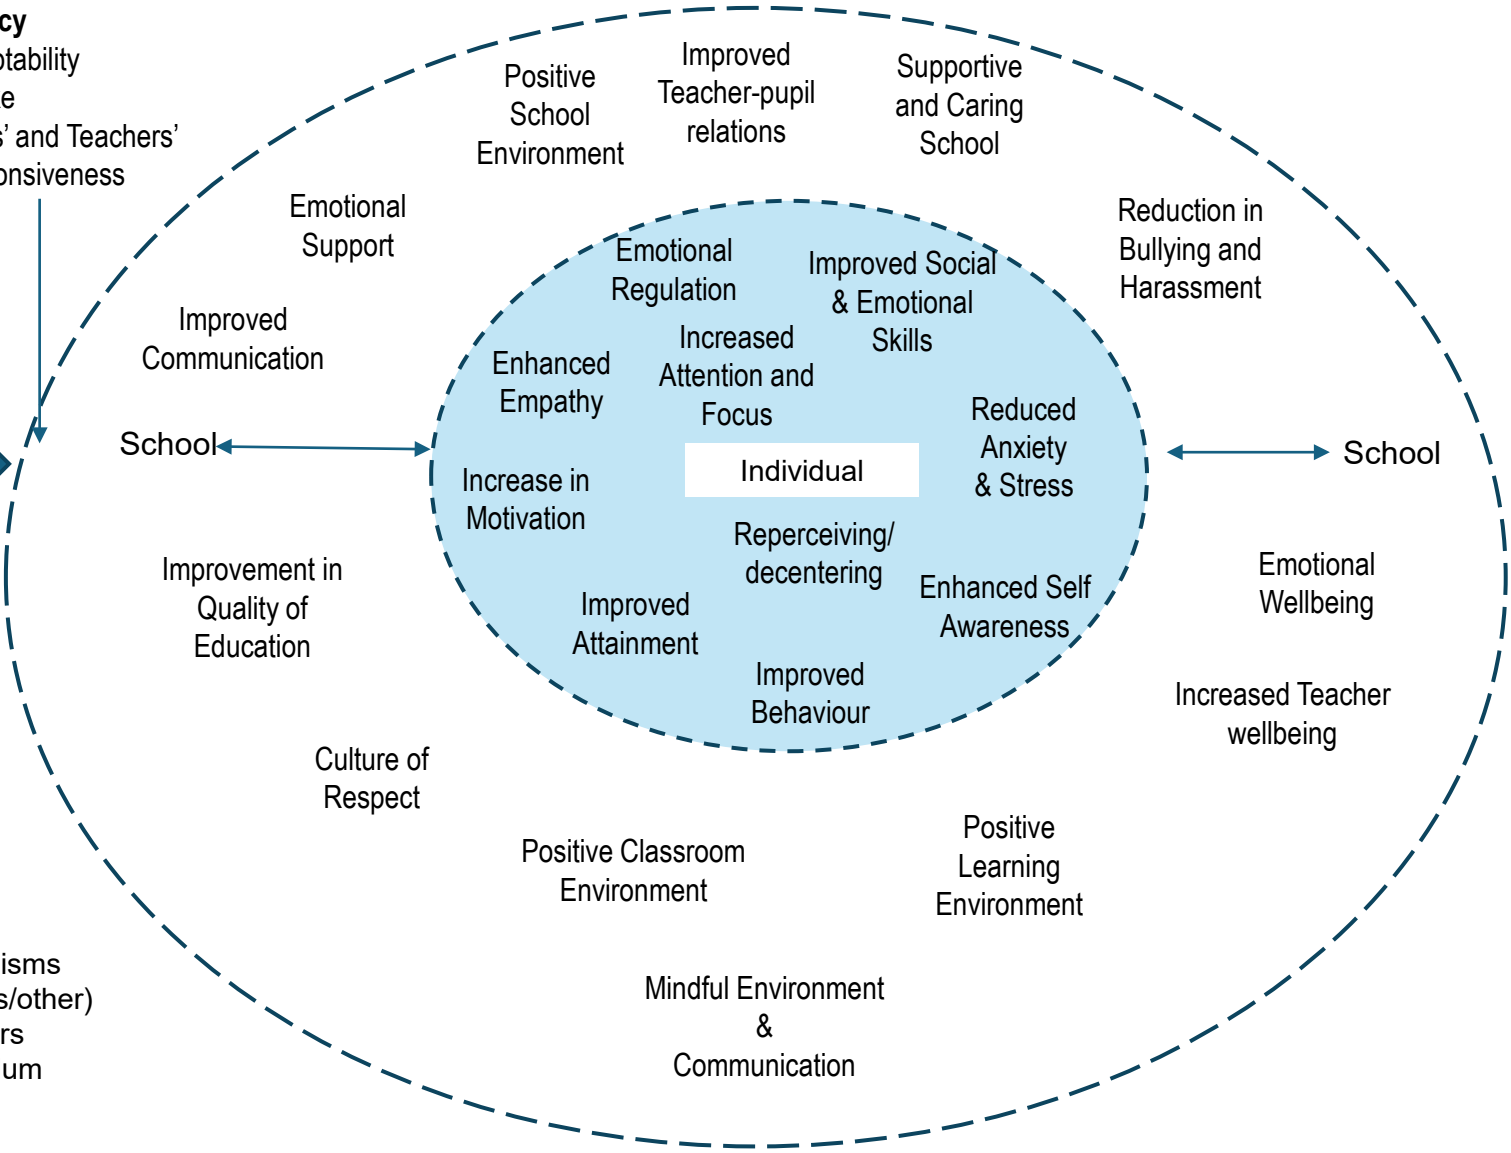 cy
otability
e
s’ and Teachers’
onsiveness
Positive
School
Environment
Improved
Teacher-pupil
relations
Supportive
and Caring
School
Emotional
Support
Reduction in
Bullying and
Harassment
Improved
Communication
Emotional
Regulation
Improved Social
& Emotional
Skills
Increased
Attention and
Focus
Enhanced
Empathy
Reduced
Anxiety
& Stress
School
Individual
School
Increase in
Motivation
Reperceiving/
decentering
Enhanced Self
Awareness
Improved
Attainment
Improved
Behaviour
Improvement in
Quality of
Education
Emotional
Wellbeing
Increased Teacher
wellbeing
Culture of
Respect
Positive Classroom
Environment
Positive
Learning
Environment
Mindful Environment
&
Communication
isms
s/other)
rs
um